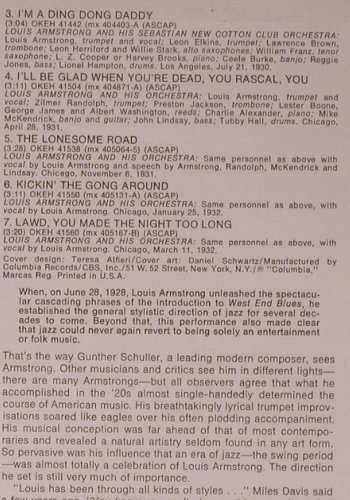 3. I'M A DING DONG DADDY
(3:04) OKEH 41442 (mx 404403-A (ASCAP)
LOUIS ARMSTRONG AND HIS SEBASTIAN NEW COTTON CLUB ORCHESTRA:
Louis Armstrong, trumpet and vocal; Leon Elkins, trumpet; Lawrence Brown,
trombone; Leon Herriford and Willie Stark, alto saxophones; William Franz, tenor
saxophone; L. Z. Cooper or Harvey Brooks, piano; Ceele Burke, banjo; Reggie
Jones, bass; Lionel Hampton, drums. Los Angeles, July 21, 1930.
4. I'LL BE GLAD WHEN YOU'RE DEAD, YOU RASCAL, YOU
(3:11) OKEH 41504 (mx 404871-A) (ASCAP)
LOUIS ARMSTRONG AND HIS ORCHESTRA: Louis Armstrong, trumpet and
vocal; Zilmer Randolph, trumpet; Preston Jackson, trombone; Lester Boone,
George James and Albert Washington, reeds; Charlie Alexander, piano; Mike
McKendrick, banjo and guitar; John Lindsay, bass; Tubby Hall, drums. Chicago,
April 28, 1931.
5. THE LONESOME ROAD
(3:28) OKEH 41538 (mx 405064-5) (ASCAP)
LOUIS ARMSTRONG AND HIS ORCHESTRA: Same personnel as above with
vocal by Louis Armstrong and speech by Armstrong, Randolph, McKendrick and
Lindsay. Chicago, November 6, 1931.
6. KICKIN' THE GONG AROUND
(3:11) OKEH 41550 (mx 405131-A) (ASCAP)
LOUIS ARMSTRONG AND HIS ORCHESTRA: Same personnel as above, with
vocal by Louis Armstrong. Chicago, January 25, 1932.
7. LAWD, YOU MADE THE NIGHT TOO LONG
(3:20) OKEH 41560 (mx 405167-B) (ASCAP)
LOUIS ARMSTRONG AND HIS ORCHESTRA: Same personnel as above, with
vocal by Louis Armstrong. Chicago, March 11, 1932.
Cover design: Teresa Alfieri/Cover art: Daniel Schwartz/Manufactured by
Columbia Records/CBS, Inc./51 W. 52 Street, New York, N.Y./® "Columbia,"
Marcas Reg. Printed in U.S.A.
When, on June 28, 1928, Louis Armstrong unleashed the spectacu-
lar cascading phrases of the introduction to West End Blues, he
established the general stylistic direction of jazz for several dec-
ades to come. Beyond that, this performance also made clear
that jazz could never again revert to being solely an entertainment
or folk music.
That's the way Gunther Schuller, a leading modern composer, sees
Armstrong. Other musicians and critics see him in different lights—
there are many Armstrongs—but all observers agree that what he
accomplished in the '20s almost single-handedly determined the
course of American music. His breathtakingly lyrical trumpet improv-
isations soared like eagles over his often plodding accompaniment.
His musical conception was far ahead of that of most contempo-
raries and revealed a natural artistry seldom found in any art form.
So pervasive was his influence that an era of jazz—the swing period
—was almost totally a celebration of Louis Armstrong. The direction
he set is still very much of importance.
"Louis has been through all kinds of styles . . ." Miles Davis said